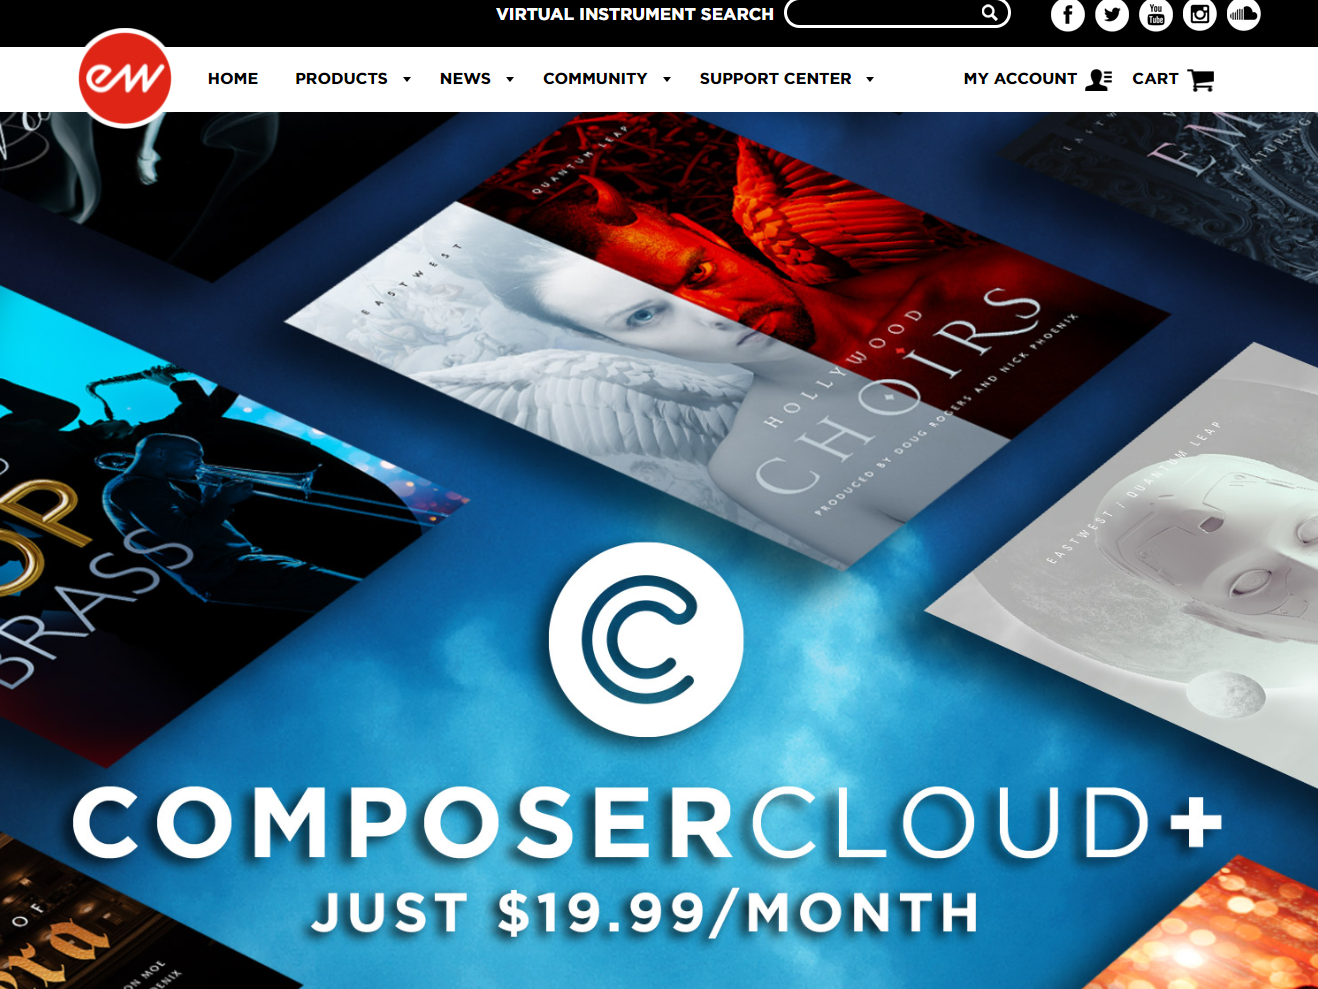 VIRTUAL INSTRUMENT SEARCH
You
Tube
ew
HOME
PRODUCTS
NEWS
COMMUNITY
SUPPORT CENTER
MY ACCOUNT
CART
QUANTUM LEAP
EASTWEST
HOLLYWOOD
CHOIRS
PRODUCED BY DOUG ROGERS AND NICK PHOENIX
EASTWEST / QUANTUM LEAP
BRASS
COMPOSERCLOUD+
JUST $19.99/MONTH
OF